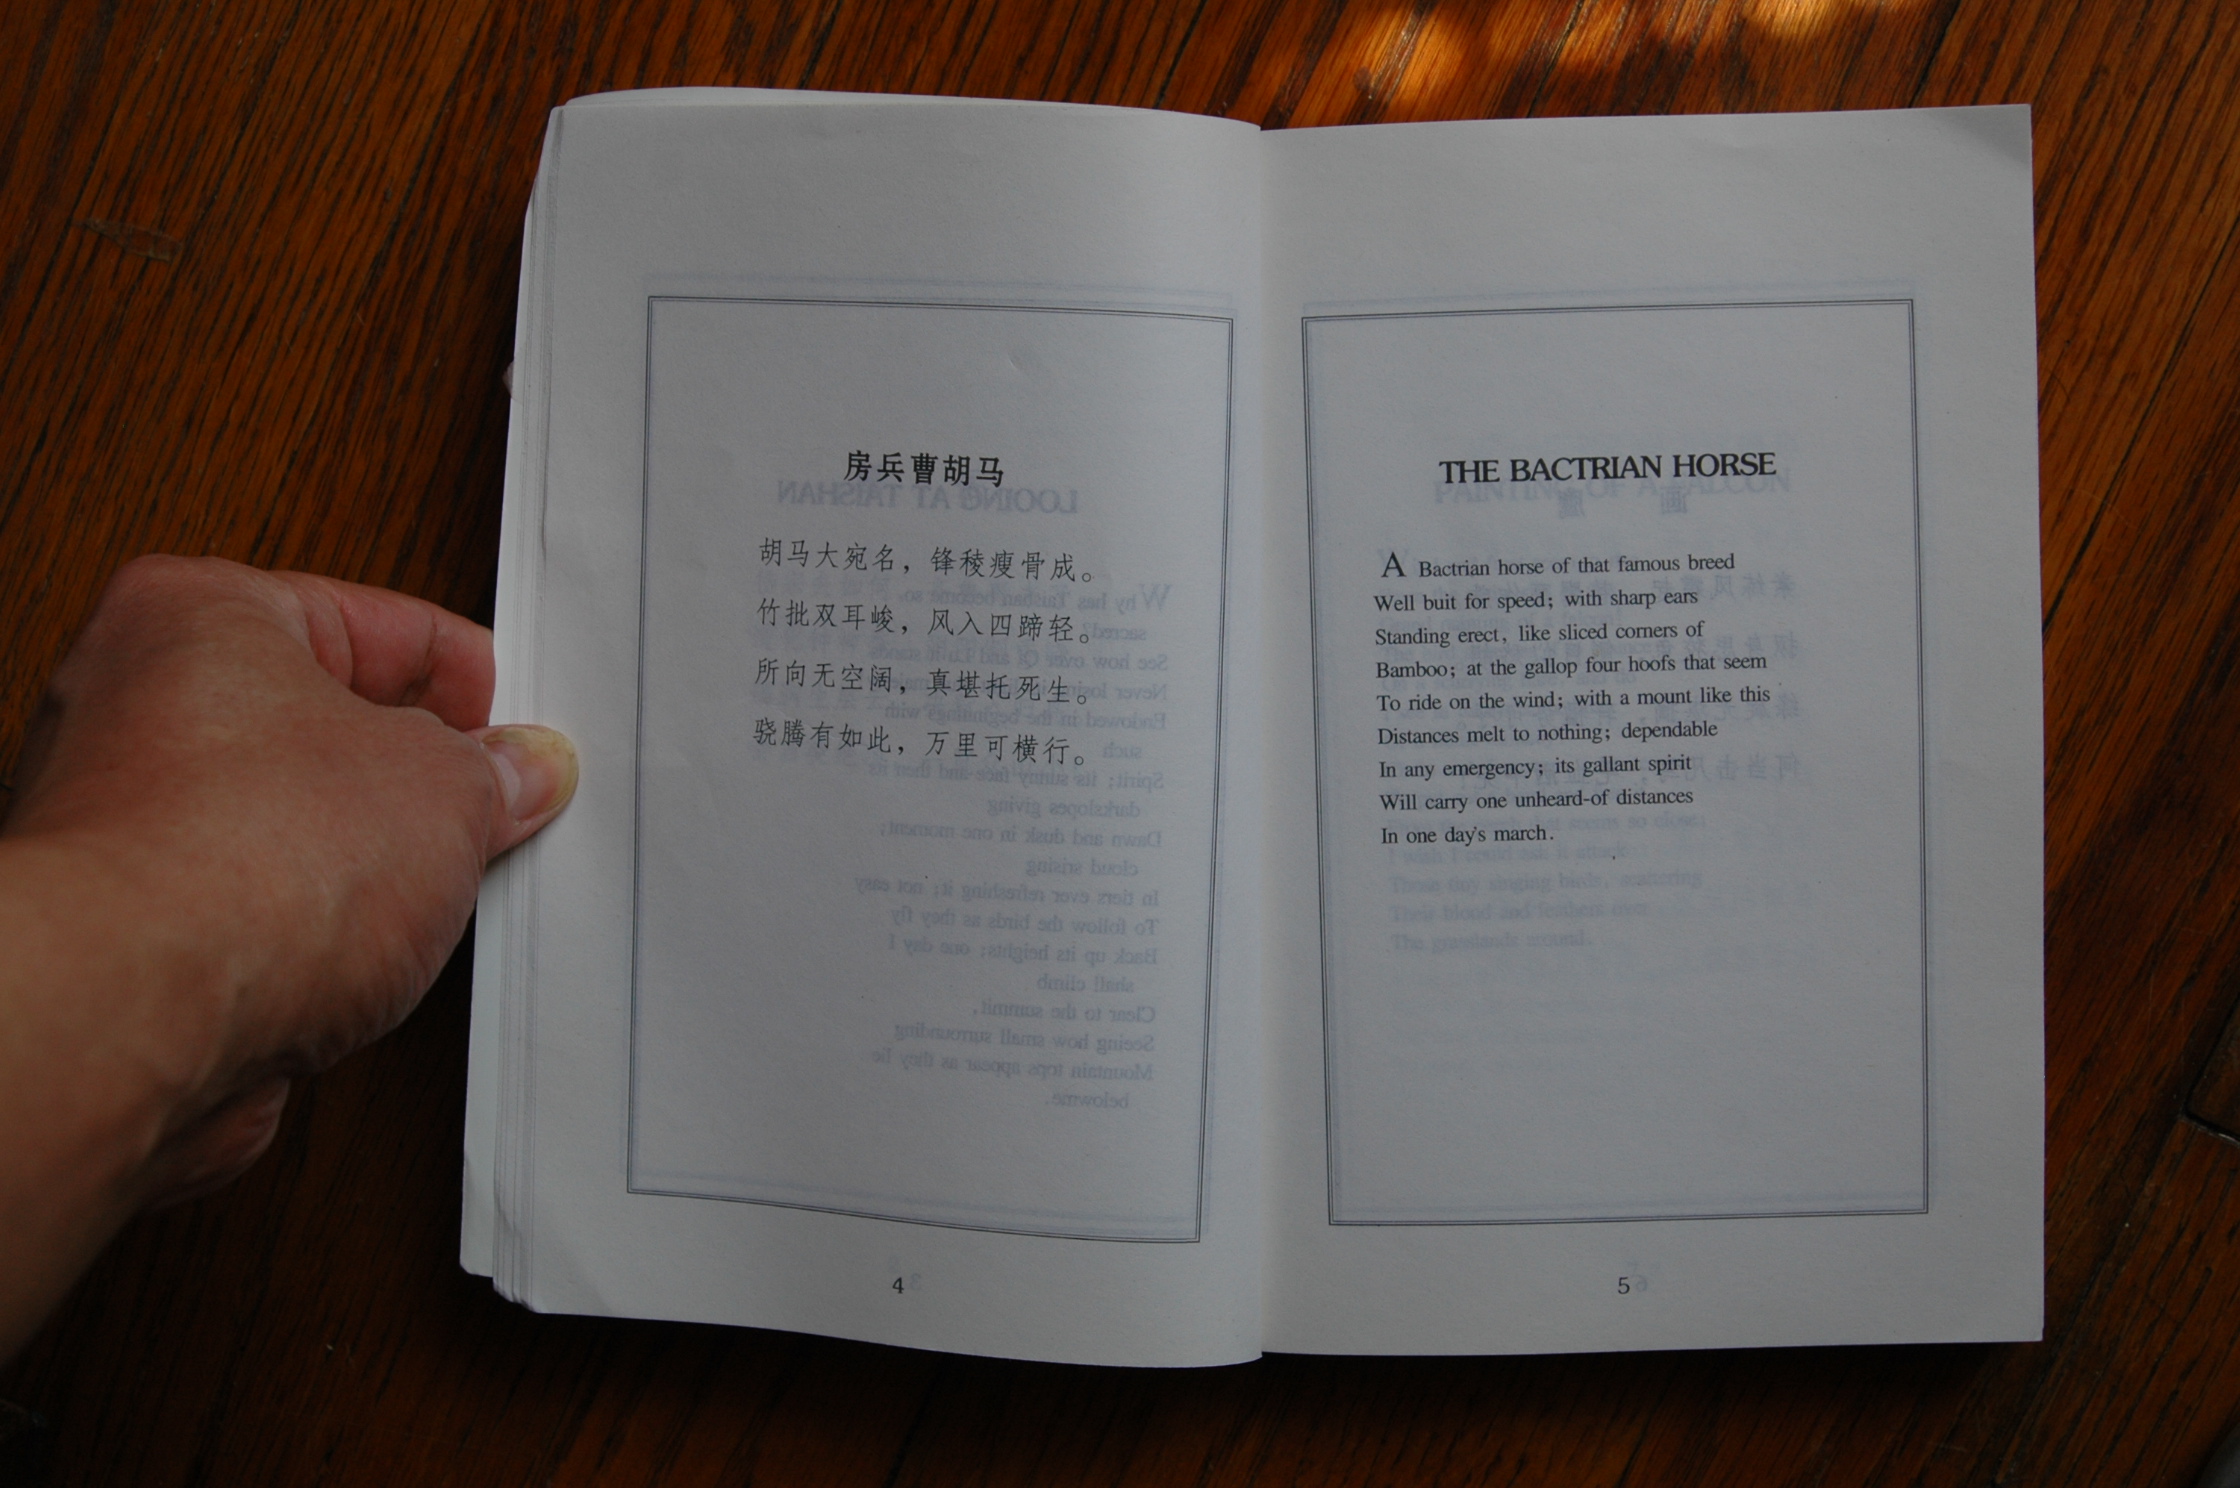 房兵曹胡马
胡马大宛名，锋棱瘦骨成。
竹批双耳峻，风入四蹄轻。
所向无空阔，真堪托死生。
骁腾有如此，万里可横行。
4
THE BACTRIAN HORSE
A Bactrian horse of that famous breed
Well buit for speed; with sharp ears
Standing erect, like sliced corners of
Bamboo; at the gallop four hoofs that seem
To ride on the wind; with a mount like this
Distances melt to nothing; dependable
In any emergency; its gallant spirit
Will carry one unheard-of distances
In one day's march.
5